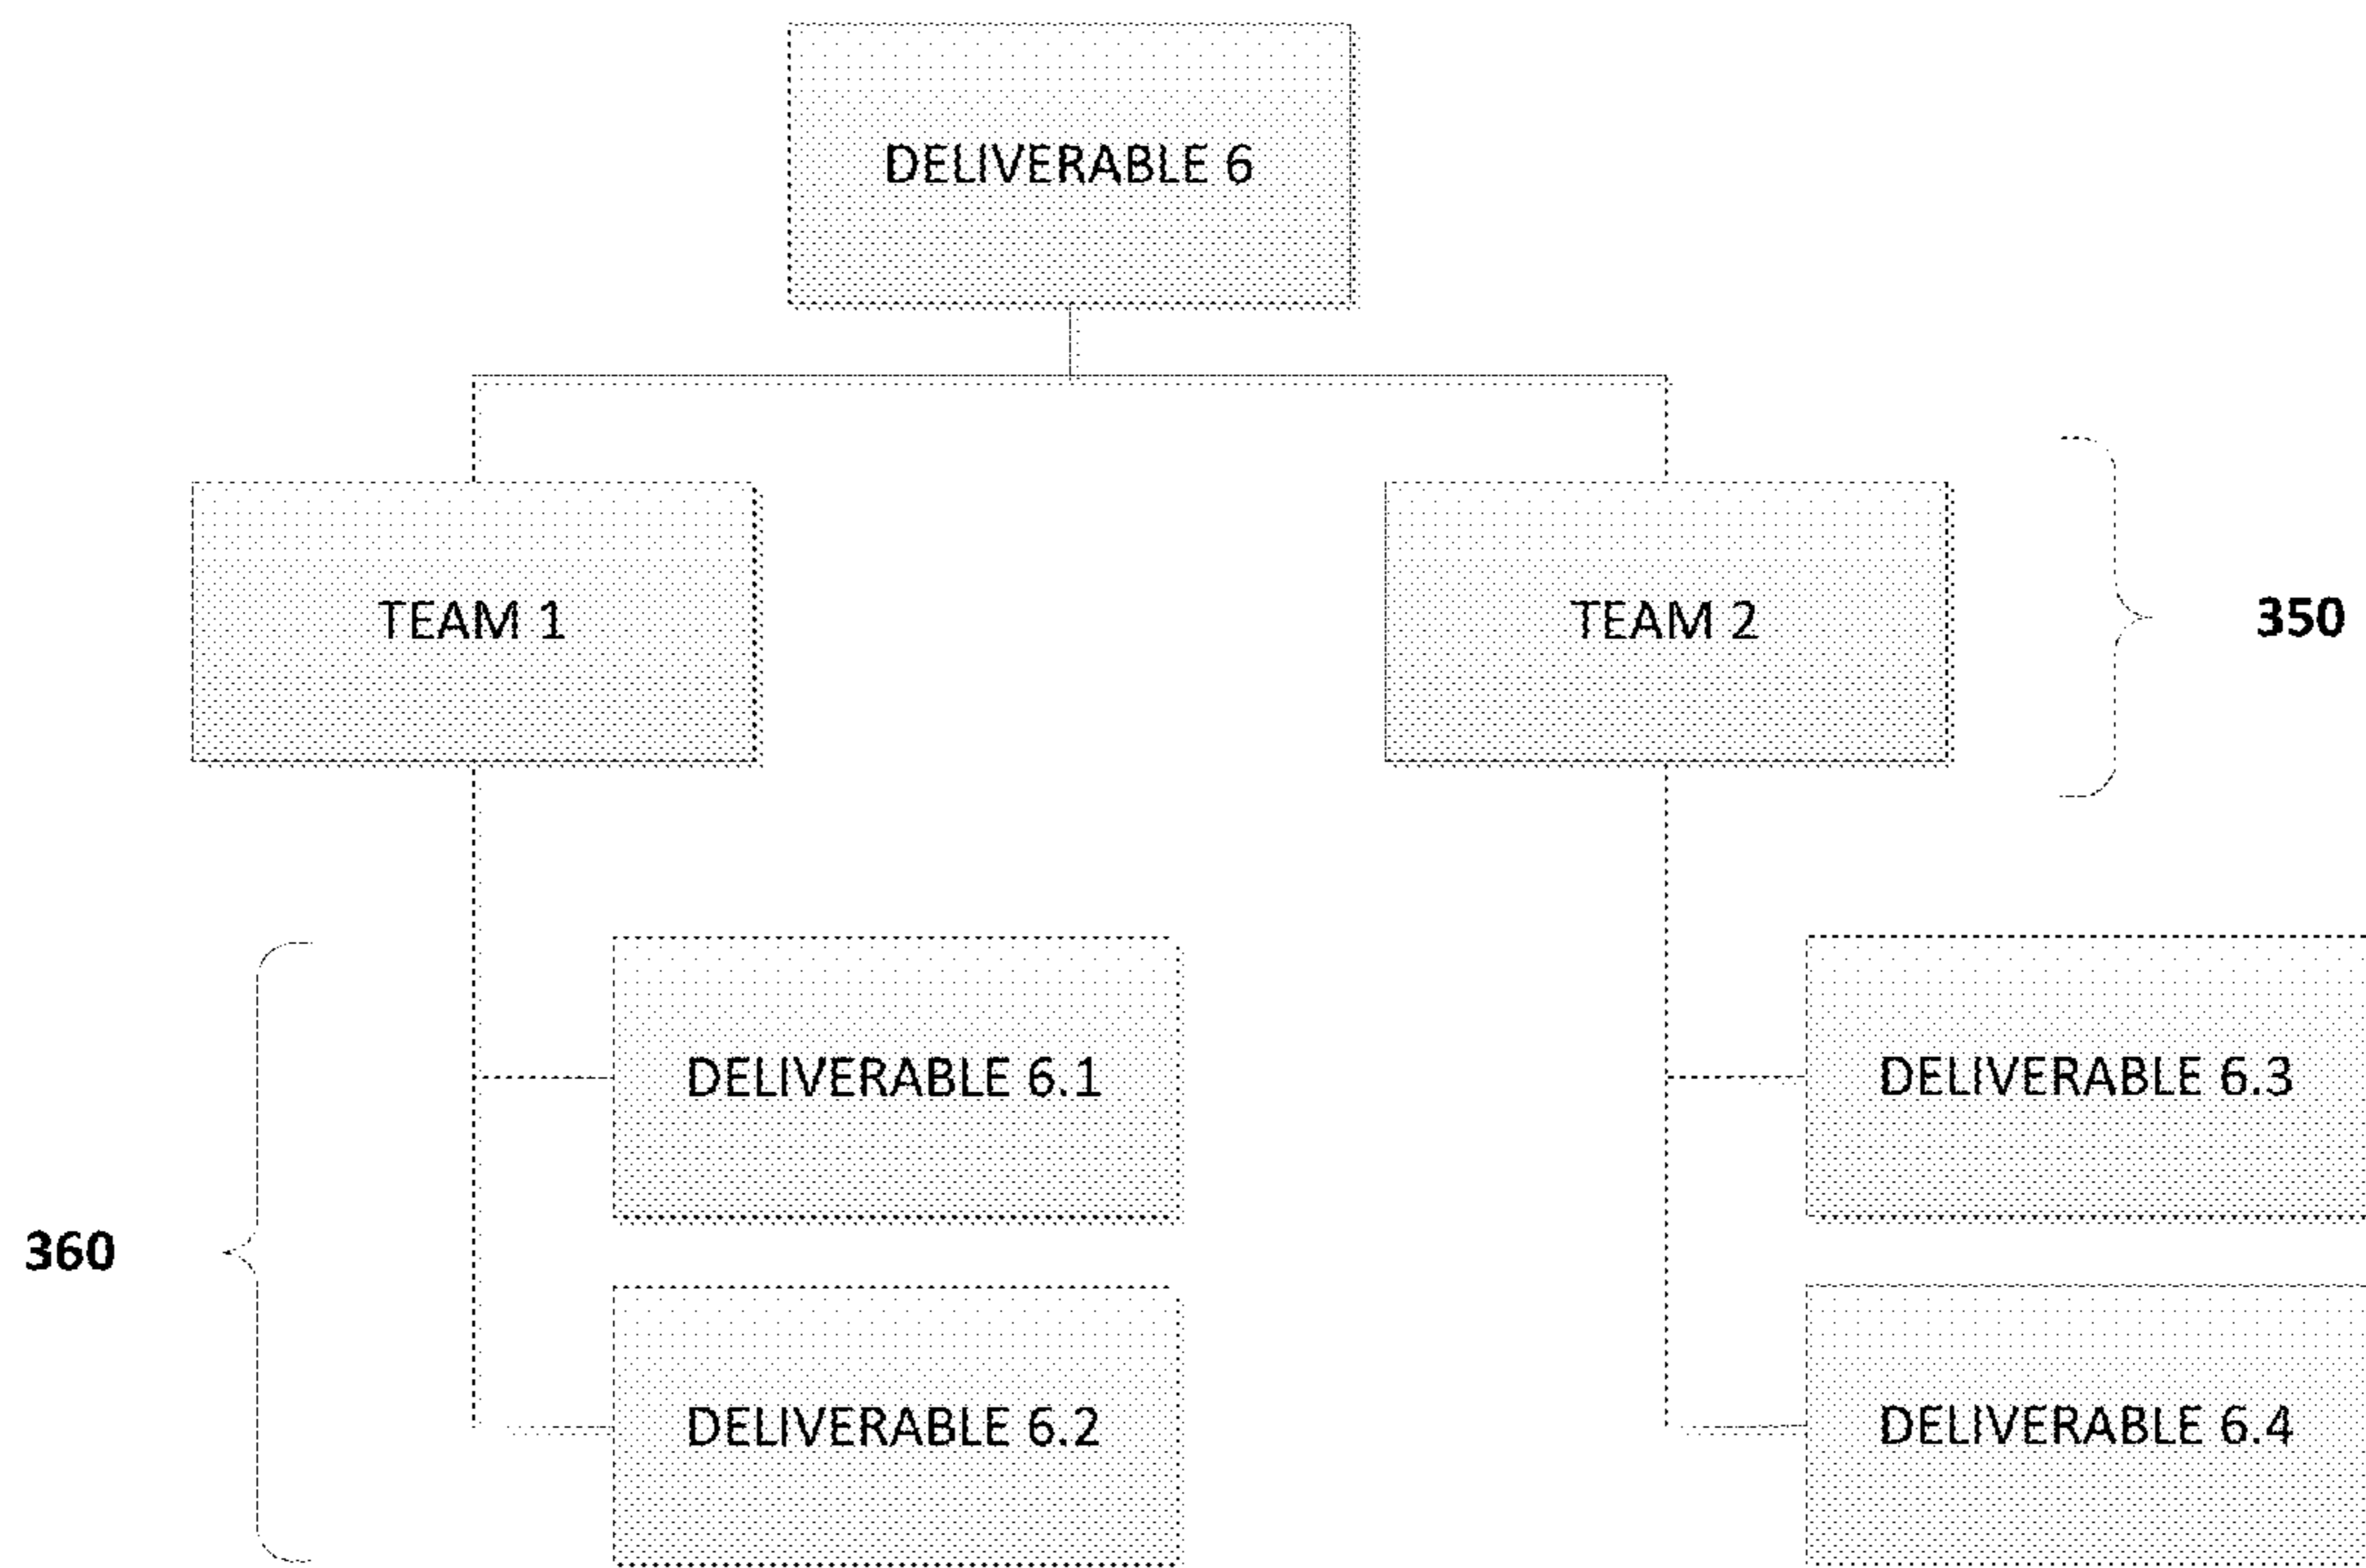 DELIVERABLE 6
TEAM 1
TEAM 2
350
DELIVERABLE 6.1
DELIVERABLE 6.3
360
DELIVERABLE 6.2
DELIVERABLE 6.4